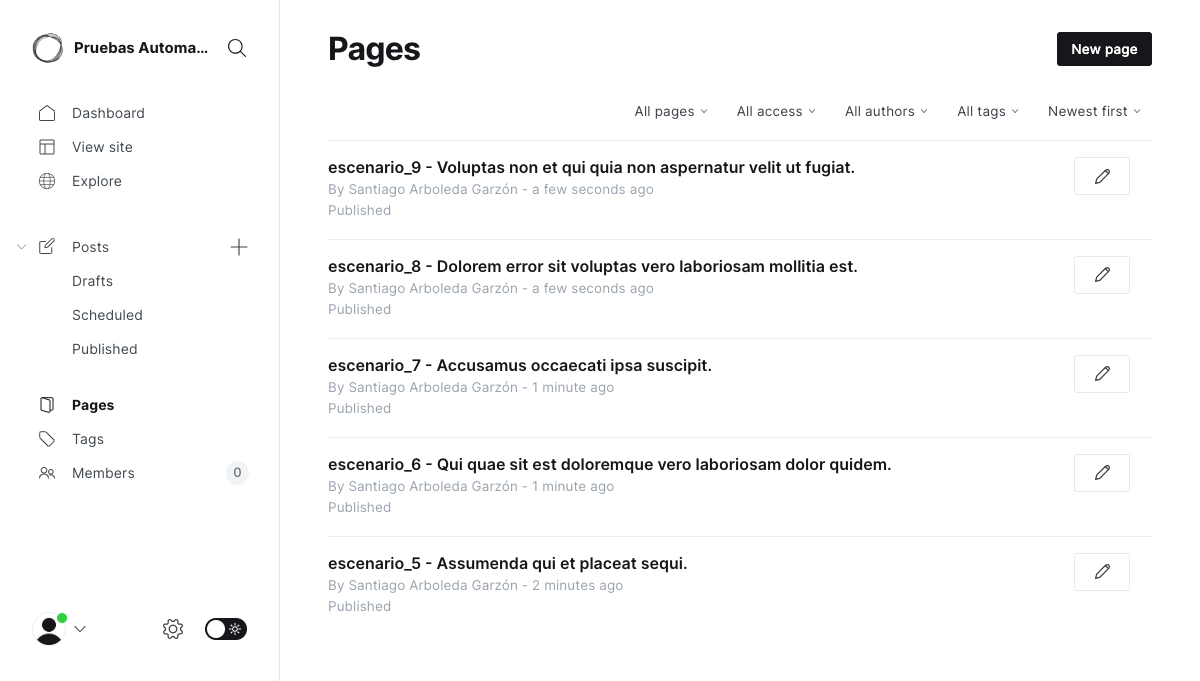 Pruebas Automa...
Dashboard
View site
Explore
Posts
Drafts
Scheduled
Published
Pages
Tags
Members
0
Pages
New page
All pages
All access
All authors
All tags
Newest first
escenario_9 - Voluptas non et qui quia non aspernatur velit ut fugiat.
By Santiago Arboleda Garzón - a few seconds ago
Published
escenario_8 - Dolorem error sit voluptas vero laboriosam mollitia est.
By Santiago Arboleda Garzón - a few seconds ago
Published
escenario_7 - Accusamus occaecati ipsa suscipit.
By Santiago Arboleda Garzón - 1 minute ago
Published
escenario_6 - Qui quae sit est doloremque vero laboriosam dolor quidem.
By Santiago Arboleda Garzón - 1 minute ago
Published
escenario_5 - Assumenda qui et placeat sequi.
By Santiago Arboleda Garzón - 2 minutes ago
Published